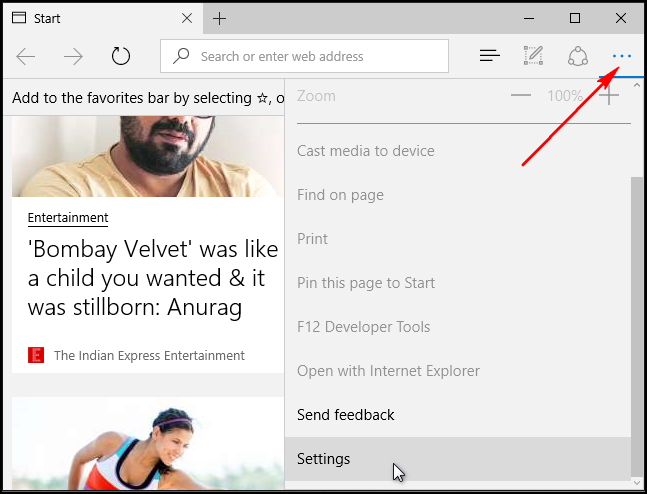 Start
Search or enter web address
Add to the favorites bar by selecting ☆, o
Zoom
100%
Cast media to device
Find on page
Print
Pin this page to Start
F12 Developer Tools
Open with Internet Explorer
Send feedback
Settings
Entertainment
'Bombay Velvet' was like
a child you wanted & it
was stillborn: Anurag
E The Indian Express Entertainment